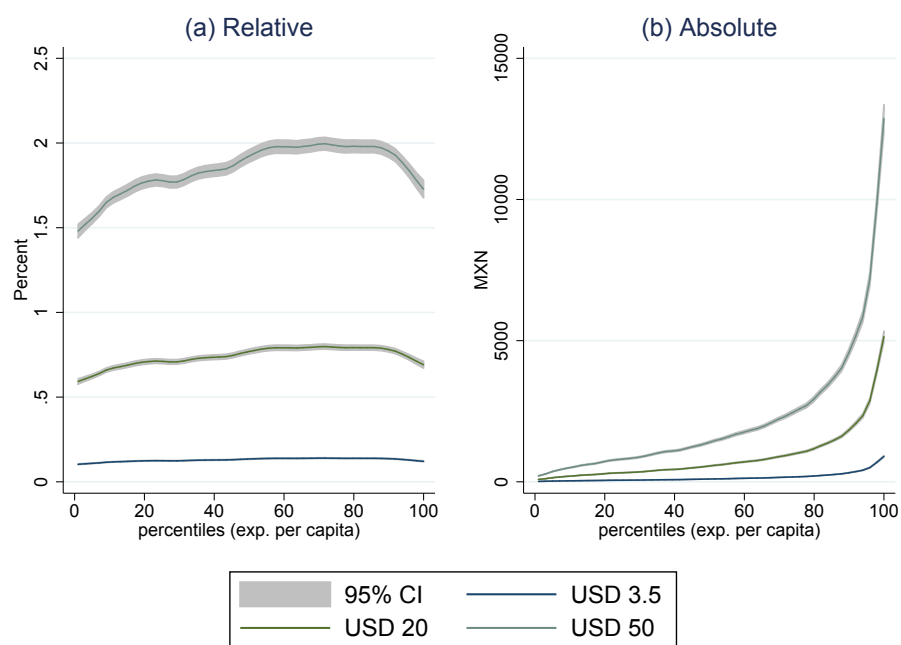 (a) Relative
2.5
2
1.5
1
.5
0
Percent
0 20 40 60 80 100
percentiles (exp. per capita)
(b) Absolute
15000
10000
5000
0
MXN
0 20 40 60 80 100
percentiles (exp. per capita)
95% CI USD 3.5
USD 20 USD 50